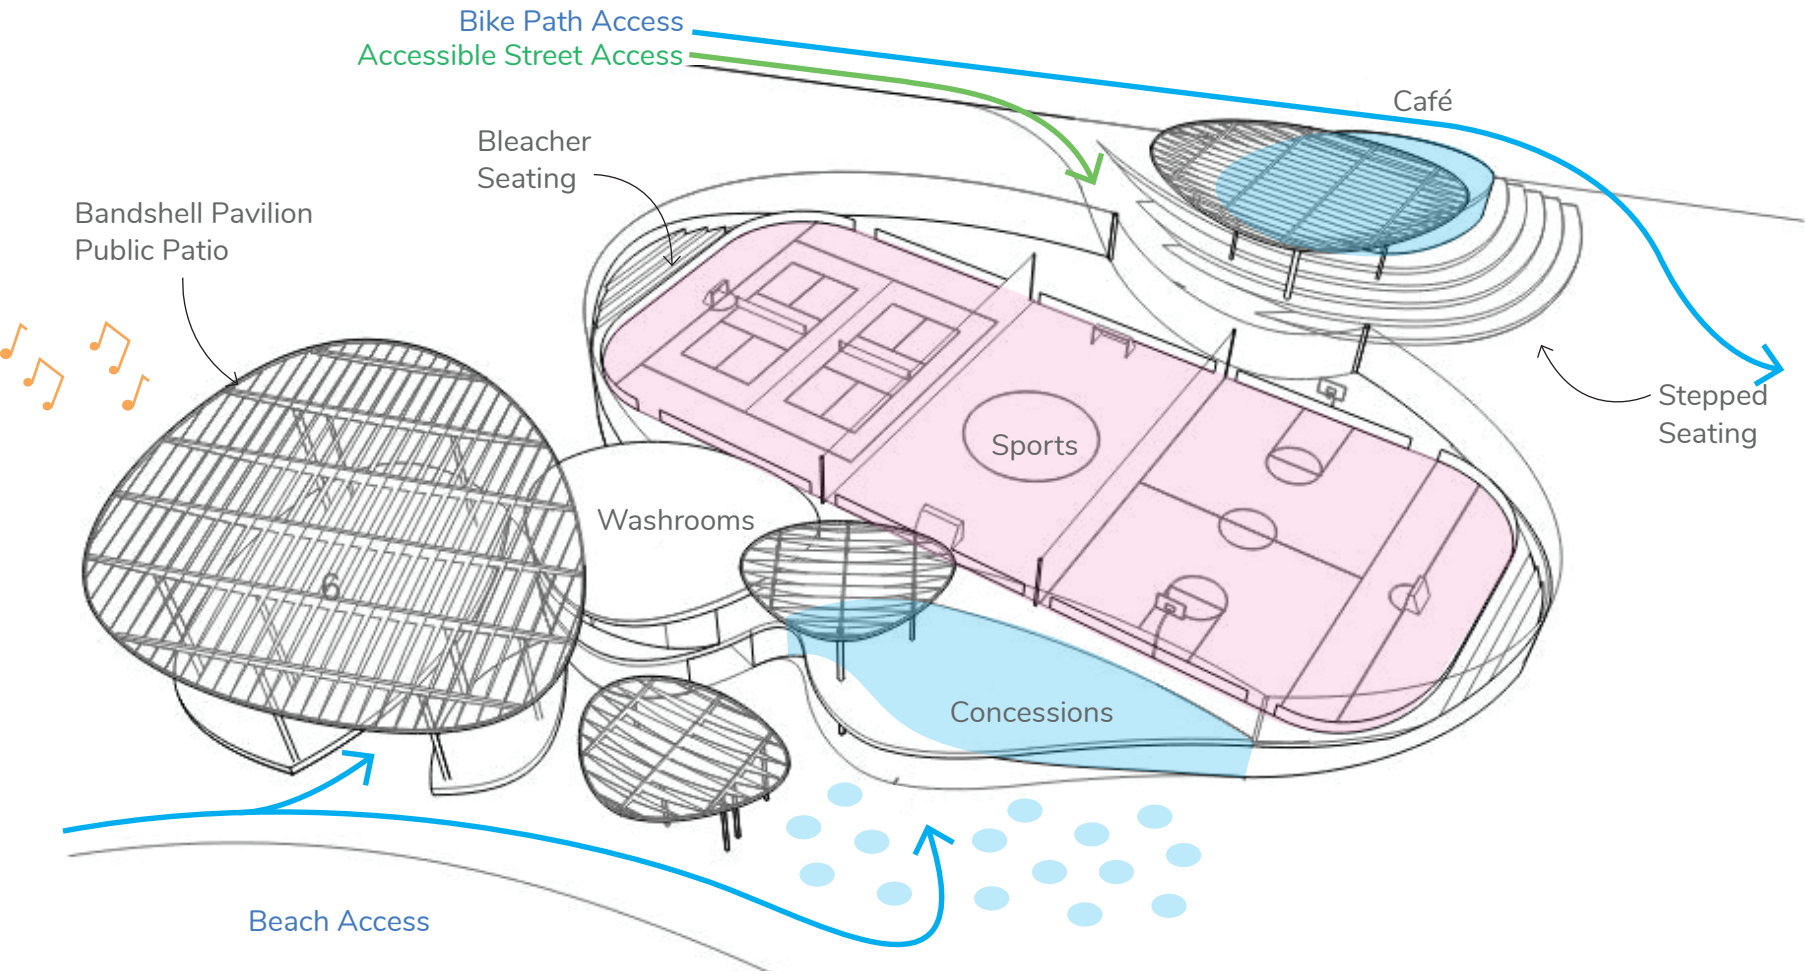 Bike Path Access
Accessible Street Access
Café
Bleacher
Seating
Bandshell Pavilion
Public Patio
Stepped
Seating
Sports
Washrooms
6
Concessions
Beach Access